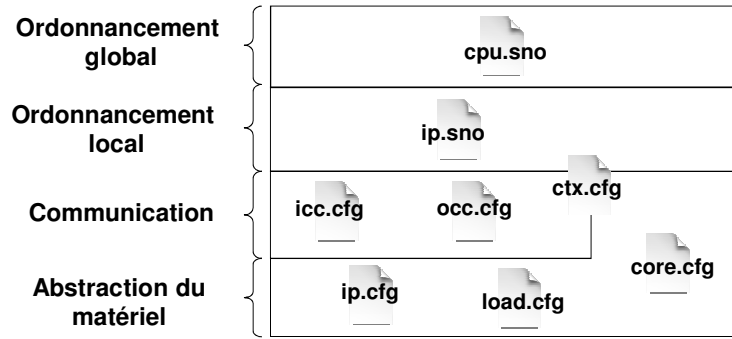 Ordonnancement
global
cpu.sno
Ordonnancement
local
ip.sno
Communication
icc.cfg
occ.cfg
ctx.cfg
Abstraction du
matériel
ip.cfg
load.cfg
core.cfg